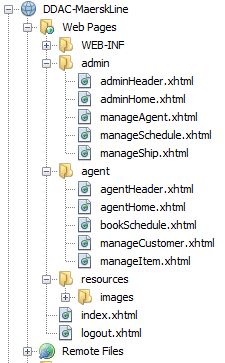 DDAC-MaerskLine
Web Pages
WEB-INF
admin
adminHeader.xhtml
adminHome.xhtml
manageAgent.xhtml
manageSchedule.xhtml
manageShip.xhtml
agent
agentHeader.xhtml
agentHome.xhtml
bookSchedule.xhtml
manageCustomer.xhtml
manageItem.xhtml
resources
images
index.xhtml
logout.xhtml
Remote Files